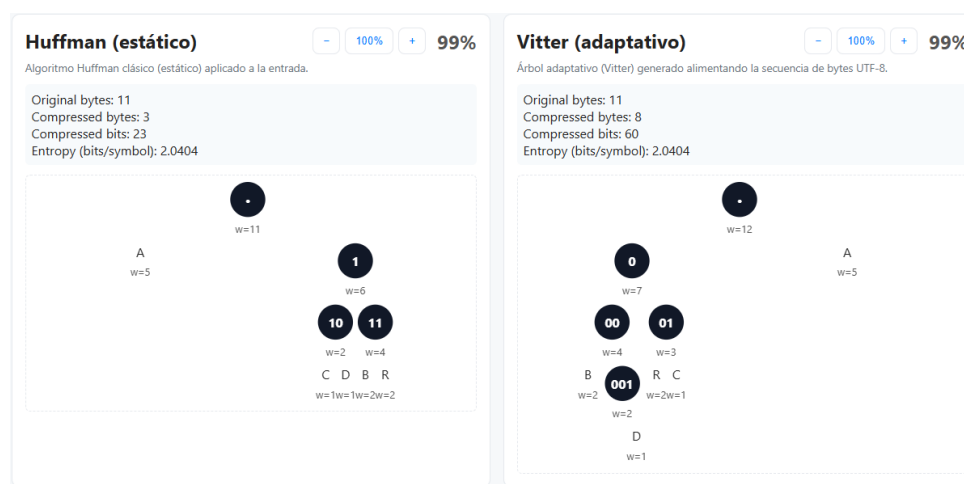 Huffman (estático)
−
100%
+
99%
Algoritmo Huffman clásico (estático) aplicado a la entrada.
Original bytes: 11
Compressed bytes: 3
Compressed bits: 23
Entropy (bits/symbol): 2.0404
w=11
A
w=5
1
w=6
10
11
w=2
w=4
C D B R
w=1w=1w=2w=2
Vitter (adaptativo)
−
100%
+
99%
Árbol adaptativo (Vitter) generado alimentando la secuencia de bytes UTF-8.
Original bytes: 11
Compressed bytes: 8
Compressed bits: 60
Entropy (bits/symbol): 2.0404
w=12
0
A
w=7
w=5
00
01
w=4
w=3
B
001
R C
w=2
w=2w=1
w=2
D
w=1